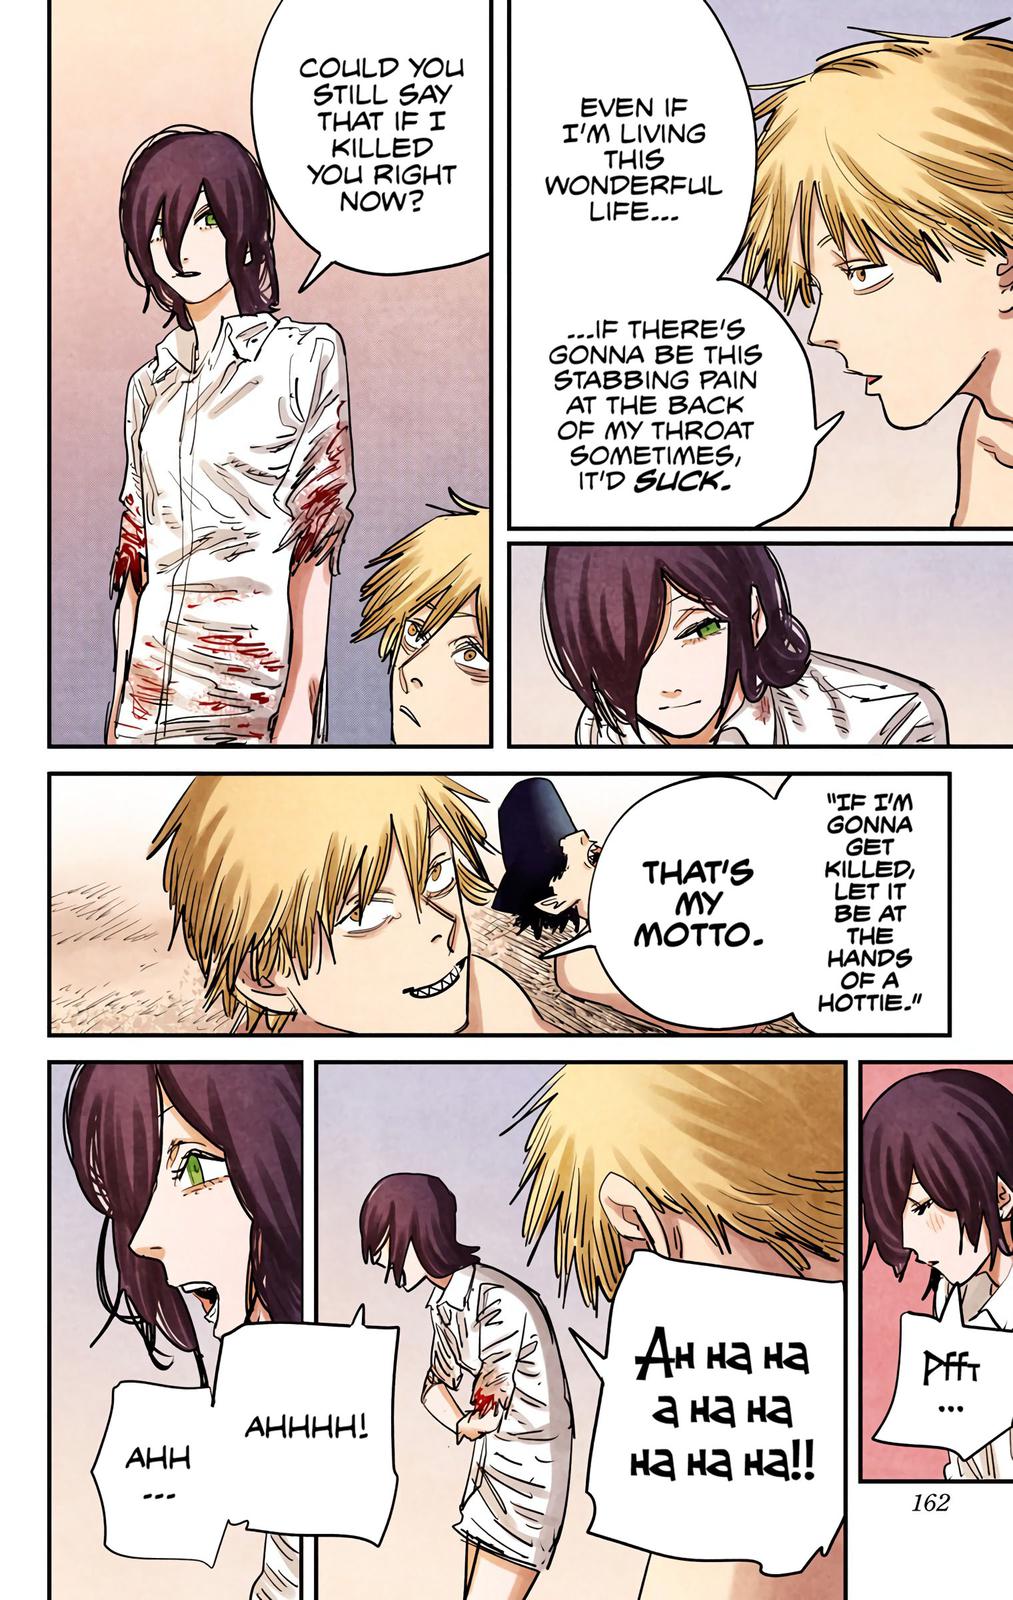 EVEN IF
I'M LIVING
THIS
WONDERFUL
LIFE...
...IF THERE'S
GONNA BE THIS
STABBING PAIN
AT THE BACK
OF MY THROAT
SOMETIMES,
IT'D SUCK.
COULD YOU
STILL SAY
THAT IF I
KILLED
YOU RIGHT
NOW?
"IF I'M
GONNA
GET
KILLED,
LET IT
BE AT
THE
HANDS
OF A
HOTTIE."
THAT'S
MY
MOTTO.
PFFT
...
AH HA HA
A HA HA
HA HA HA!!
AHHHH!
AHH
...
162